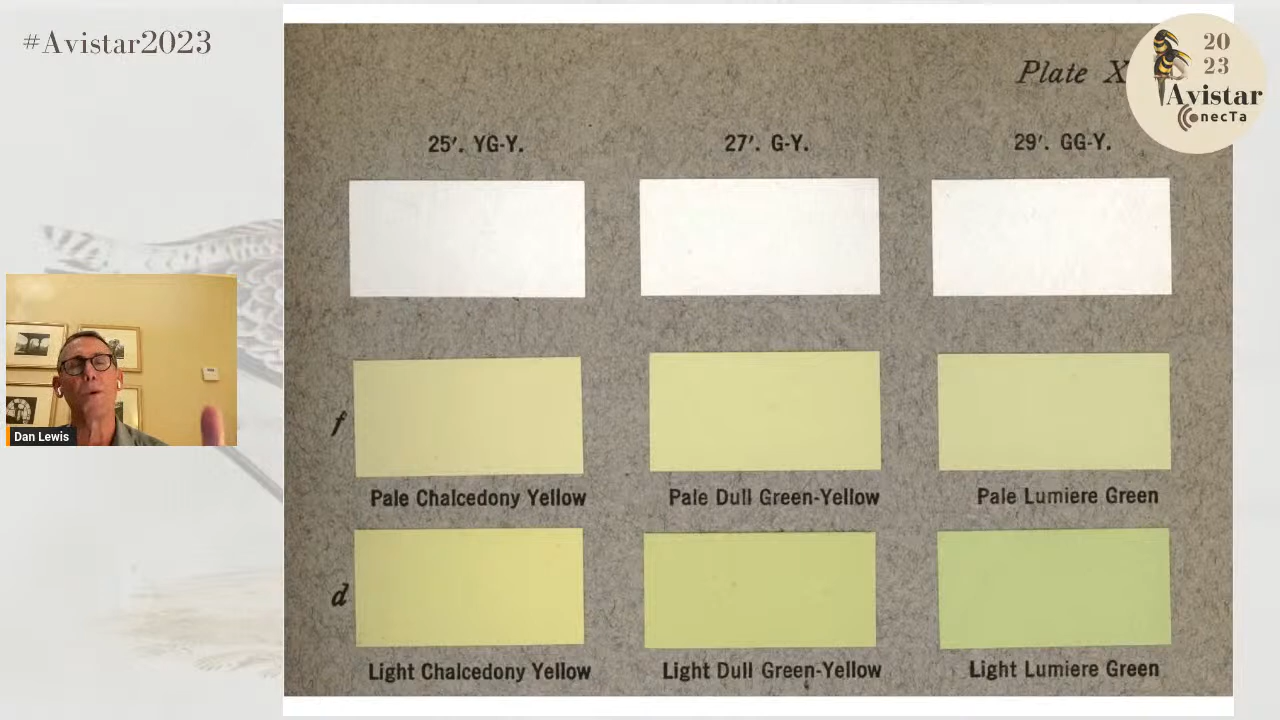 #Avistar2023
Plate X
20
23
Avistar
necTa
25′. YG-Y.
27′. G-Y.
29′. GG-Y.
f
Pale Chalcedony Yellow
Pale Dull Green-Yellow
Pale Lumiere Green
d
Light Chalcedony Yellow
Light Dull Green-Yellow
Light Lumiere Green
Dan Lewis